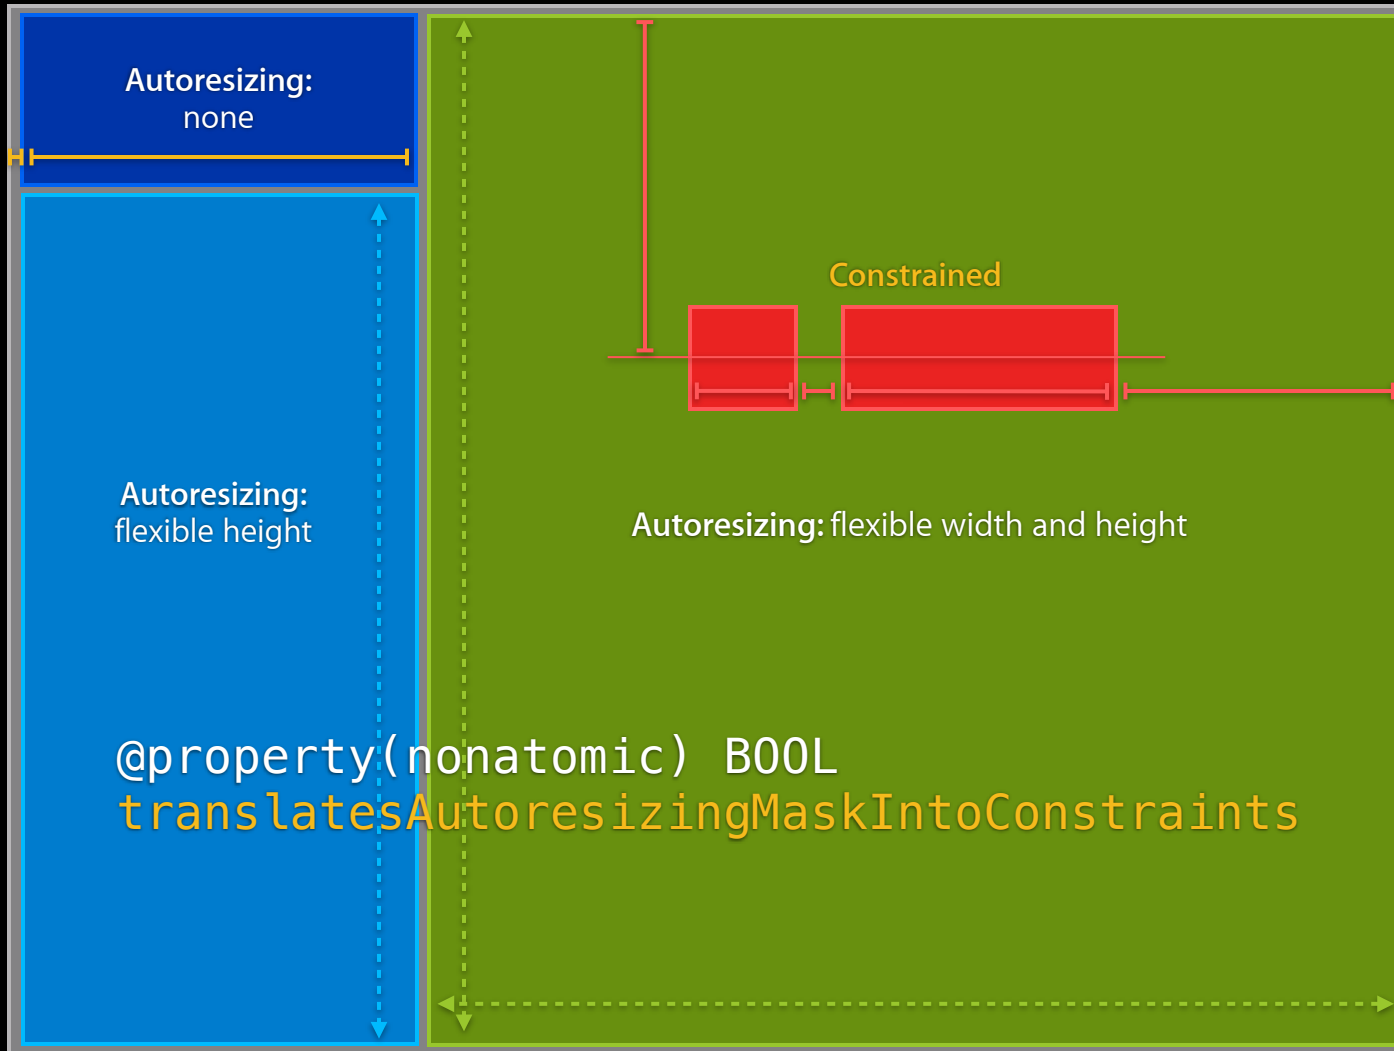 Autoresizing:
none
Constrained
Autoresizing:
flexible height
Autoresizing: flexible width and height
@property(nonatomic) BOOL
translatesAutoresizingMaskIntoConstraints